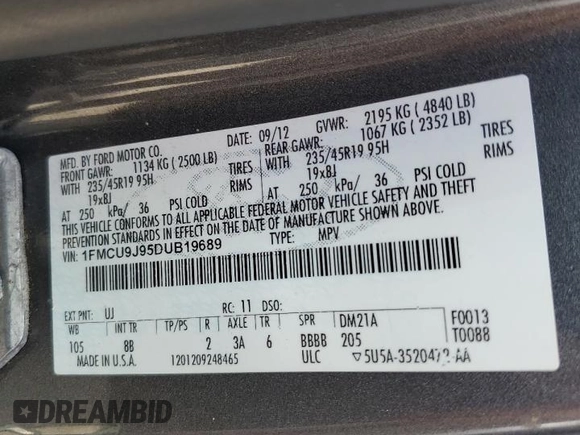 MFD. BY FORD MOTOR CO.
DATE: 09/12 GVWR: 2195 KG ( 4840 LB)
FRONT GAWR: 1134 KG ( 2500 LB) REAR GAWR: 1067 KG ( 2352 LB)
WITH 235/45R19 95H TIRES WITH 235/45R19 95H TIRES
19x8J RIMS 19x8J RIMS
AT 250 kPa/ 36 PSI COLD AT 250 kPa/ 36 PSI COLD
THIS VEHICLE CONFORMS TO ALL APPLICABLE FEDERAL MOTOR VEHICLE SAFETY AND THEFT
PREVENTION STANDARDS IN EFFECT ON THE DATE OF MANUFACTURE SHOWN ABOVE.
VIN: 1FMCU9J95DUB19689 TYPE: MPV
EXT PNT: UJ RC: 11 DSO:
WB INT TR TP/PS R AXLE TR SPR DM21A F0013
105 8B 2 3A 6 BBBB 205 T0088
MADE IN U.S.A. 1201209248465 ULC ▽5U5A-3520472-AA
DREAMBID